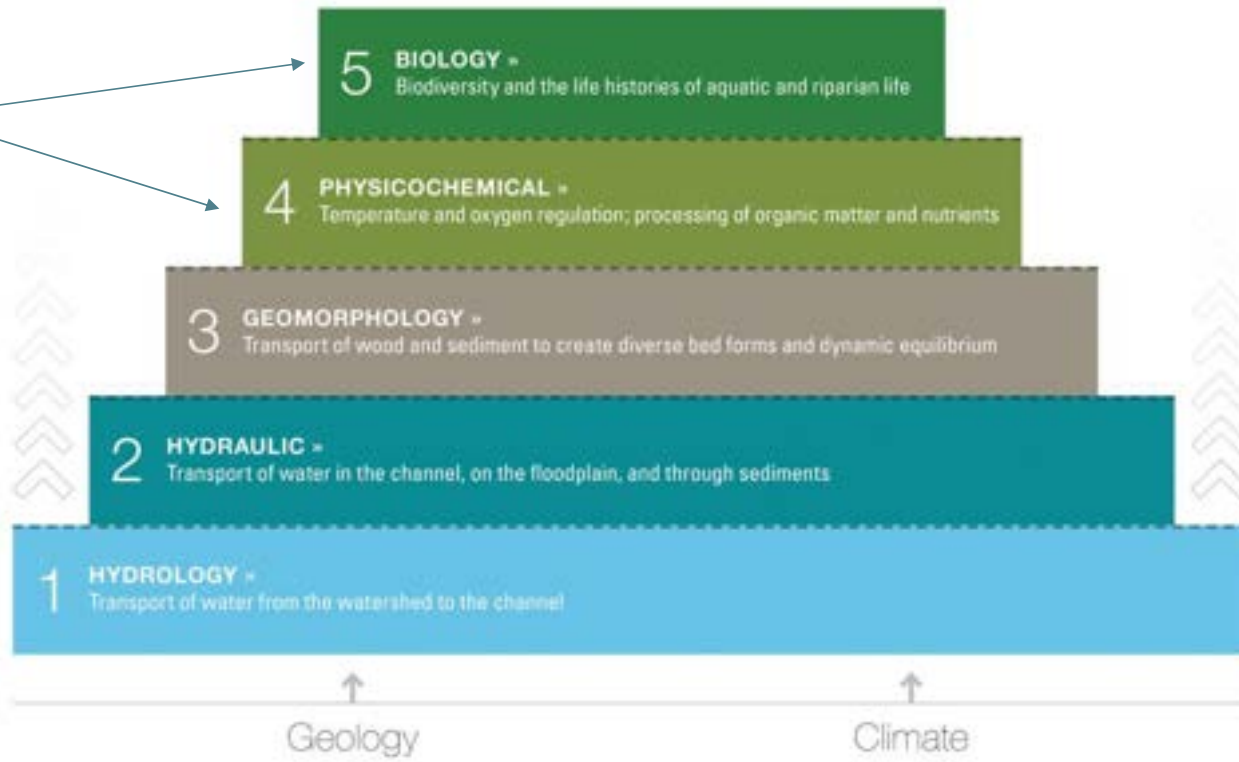 5 BIOLOGY »
Biodiversity and the life histories of aquatic and riparian life
4 PHYSICOCHEMICAL »
Temperature and oxygen regulation; processing of organic matter and nutrients
3 GEOMORPHOLOGY »
Transport of wood and sediment to create diverse bed forms and dynamic equilibrium
2 HYDRAULIC »
Transport of water in the channel, on the floodplain, and through sediments
1 HYDROLOGY »
Transport of water from the watershed to the channel
Geology Climate